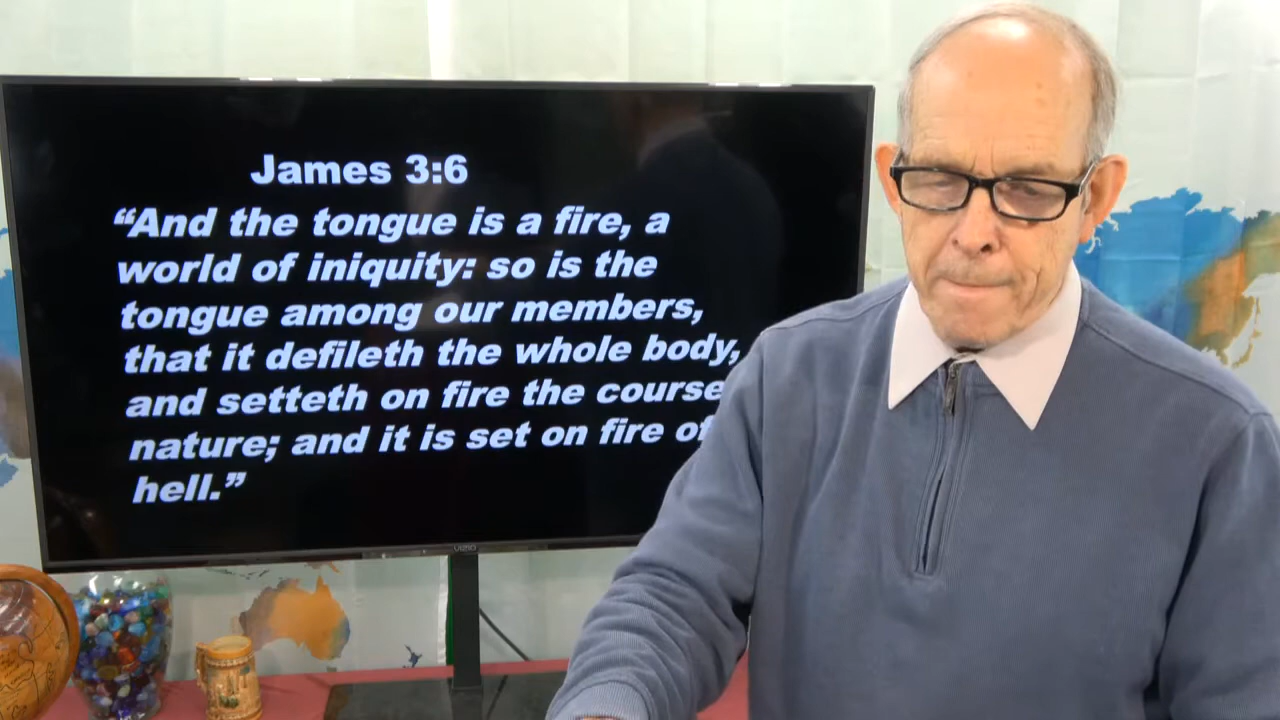 James 3:6
“And the tongue is a fire, a
world of iniquity: so is the
tongue among our members,
that it defileth the whole body,
and setteth on fire the course
nature; and it is set on fire of
hell.”
VIZIO